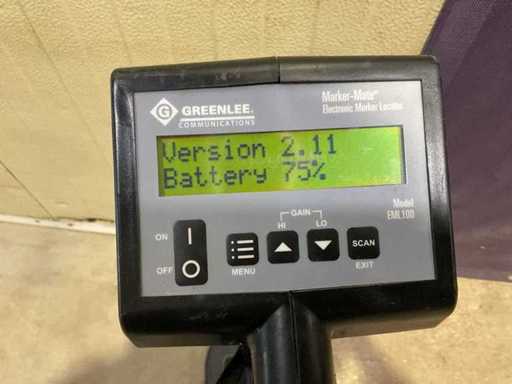 G GREENLEE.
COMMUNICATIONS
Marker-Mate
Electronic Marker Locator
Version 2.11
Battery 75%
Model
EML100
GAIN
HI LO
ON I
OFF O
MENU
SCAN
EXIT